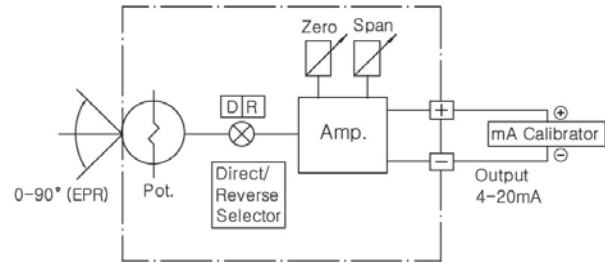 Zero Span
D R
Amp.
+
−
⊕
mA Calibrator
⊖
0-90° (EPR)
Pot.
Direct/
Reverse
Selector
Output
4-20mA